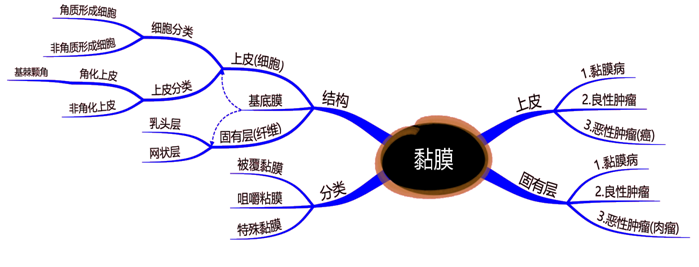 黏膜
结构
上皮(细胞)
细胞分类
角质形成细胞
非角质形成细胞
上皮分类
角化上皮
基棘颗角
非角化上皮
基底膜
固有层(纤维)
乳头层
网状层
分类
被覆黏膜
咀嚼粘膜
特殊黏膜
上皮
1.黏膜病
2.良性肿瘤
3.恶性肿瘤(癌)
固有层
1.黏膜病
2.良性肿瘤
3.恶性肿瘤(肉瘤)